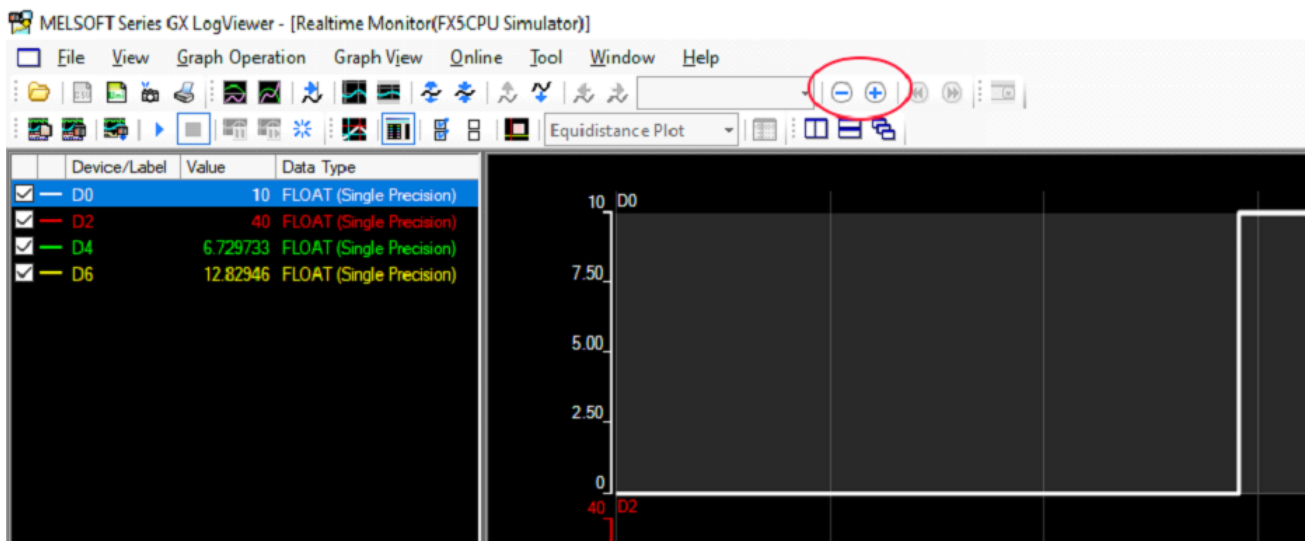 MELSOFT Series GX LogViewer - [Realtime Monitor(FX5CPU Simulator)]
File View Graph Operation Graph View Online Tool Window Help
Equidistance Plot
Device/Label Value Data Type
D0 10 FLOAT (Single Precision)
D2 40 FLOAT (Single Precision)
D4 6.729733 FLOAT (Single Precision)
D6 12.82946 FLOAT (Single Precision)
10 D0
7.50
5.00
2.50
0
40 D2